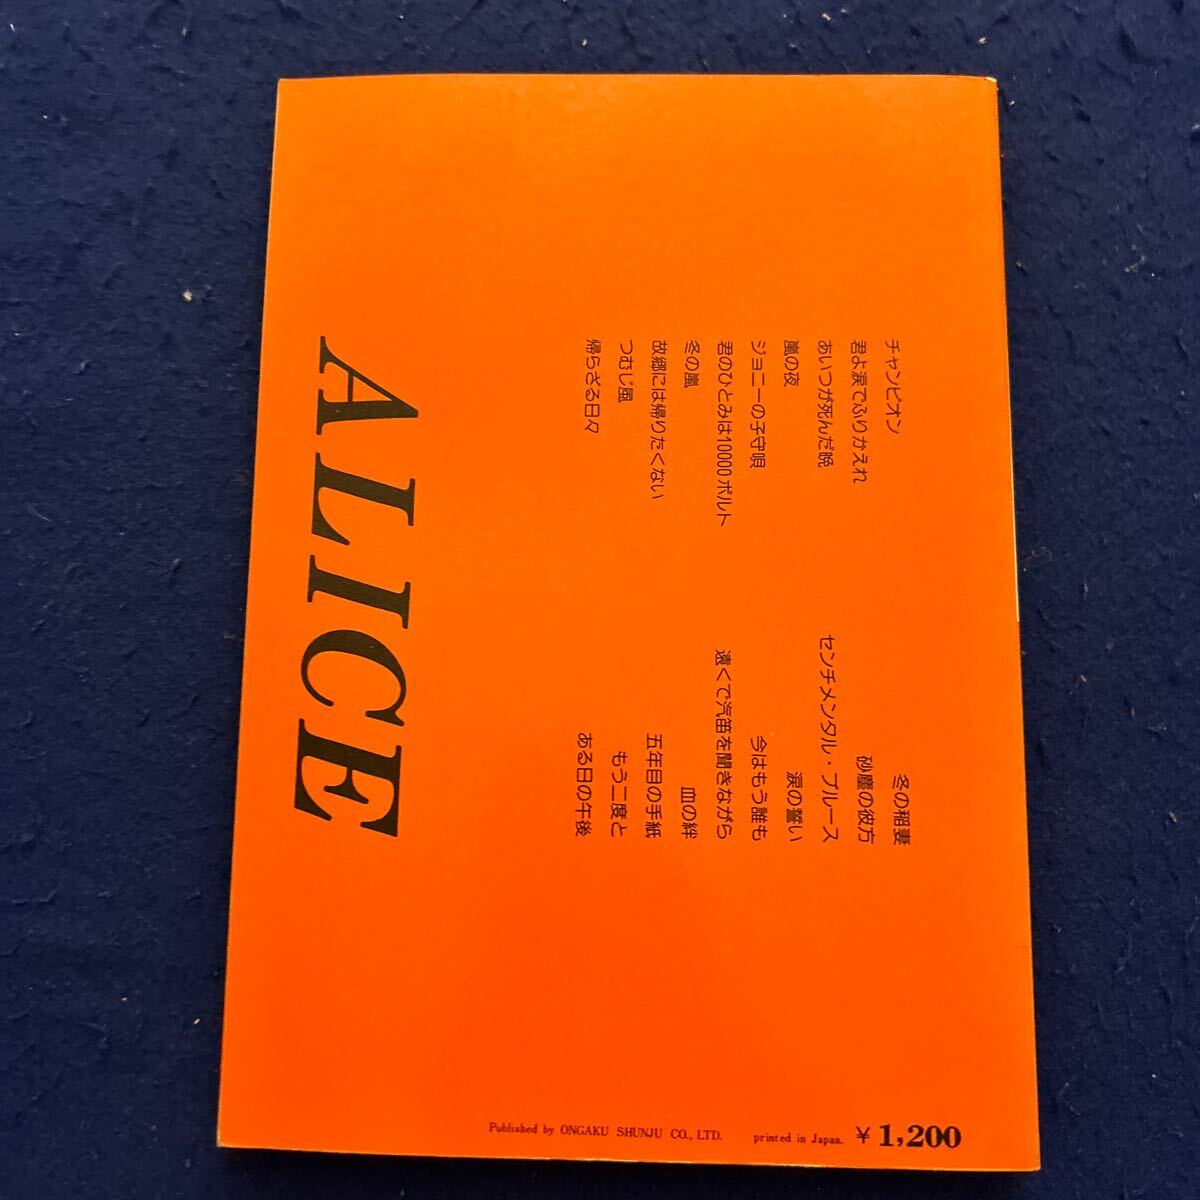 チャンピオン
君よ涙でふりかえれ
あいつが死んだ晩
嵐の夜
ジョニーの子守唄
君のひとみは10000ボルト
冬の嵐
故郷には帰りたくない
つむじ風
帰らざる日々
冬の稲妻
砂塵の彼方
センチメンタル・ブルース
涙の誓い
今はもう誰も
遠くで汽笛を聞きながら
血の絆
五年目の手紙
もう二度と
ある日の午後
ALICE
Published by ONGAKU SHUNJU CO., LTD. printed in Japan. ¥1,200